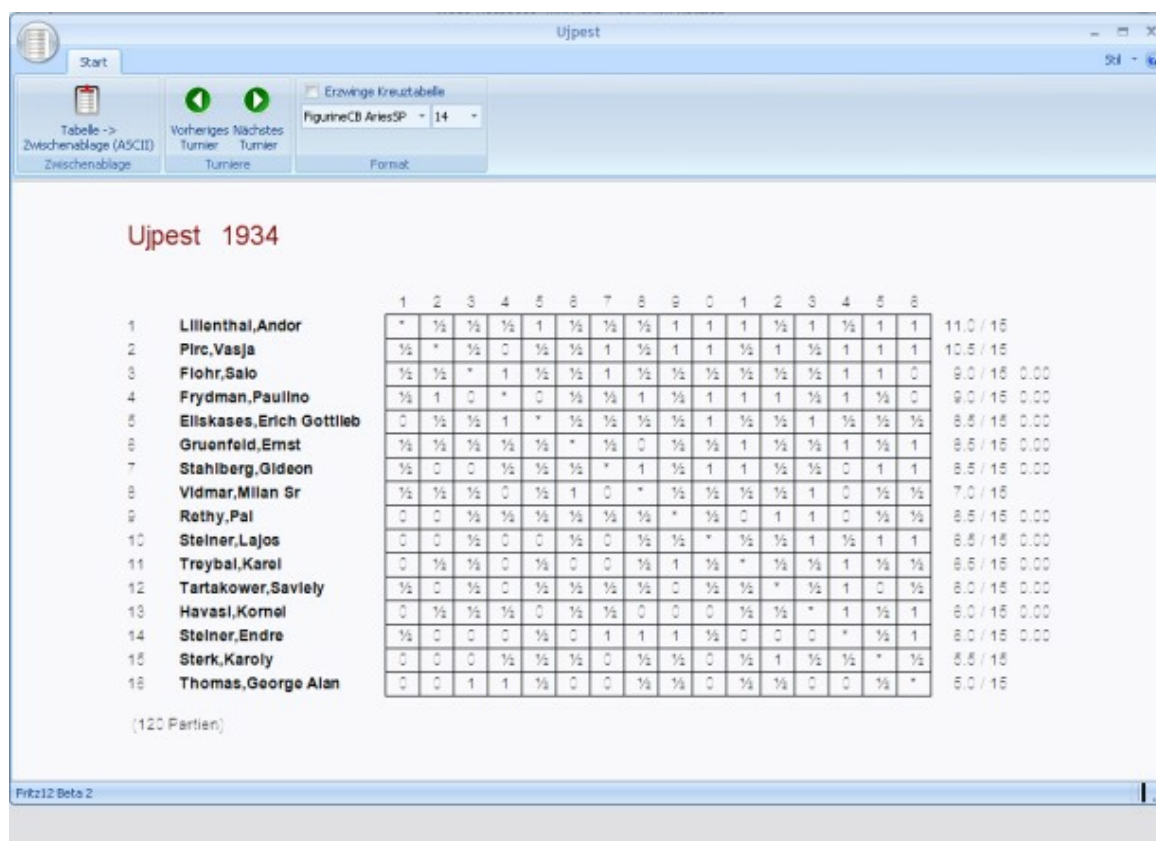 Ujpest
Start
Stil
Erzwinge Kreuztabelle
FigurineCB AriesSP 14
Tabelle ->
Zwischenablage (ASCII)
Vorheriges Nächstes
Turnier Turnier
Zwischenablage Turniere Format
Ujpest 1934
1 2 3 4 5 6 7 8 9 0 1 2 3 4 5 6
1 Lilienthal,Andor * ½ ½ ½ 1 ½ ½ ½ 1 1 1 ½ 1 ½ 1 1 11.0 / 15
2 Pirc,Vasja ½ * ½ 0 ½ ½ 1 ½ 1 1 ½ 1 ½ 1 1 1 10.5 / 15
3 Flohr,Salo ½ ½ * 1 ½ ½ 1 ½ ½ ½ ½ ½ ½ 1 1 0 9.0 / 15 0.00
4 Frydman,Paulino ½ 1 0 * 0 ½ ½ 1 ½ 1 1 1 ½ 1 ½ 0 9.0 / 15 0.00
5 Eliskases,Erich Gottlieb 0 ½ ½ 1 * ½ ½ ½ ½ 1 ½ ½ 1 ½ ½ ½ 8.5 / 15 0.00
6 Gruenfeld,Ernst ½ ½ ½ ½ ½ * ½ 0 ½ ½ 1 ½ ½ 1 ½ 1 8.5 / 15 0.00
7 Stahlberg,Gideon ½ 0 0 ½ ½ ½ * 1 ½ 1 1 ½ ½ 0 1 1 8.5 / 15 0.00
8 Vidmar,Milan Sr ½ ½ ½ 0 ½ 1 0 * ½ ½ ½ ½ 1 0 ½ ½ 7.0 / 15
9 Rethy,Pal 0 0 ½ ½ ½ ½ ½ ½ * ½ 0 1 1 0 ½ ½ 6.5 / 15 0.00
10 Steiner,Lajos 0 0 ½ 0 0 ½ 0 ½ ½ * ½ ½ 1 ½ 1 1 6.5 / 15 0.00
11 Treybal,Karel 0 ½ ½ 0 ½ 0 0 ½ 1 ½ * ½ ½ 1 ½ ½ 6.5 / 15 0.00
12 Tartakower,Saviely ½ 0 ½ 0 ½ ½ ½ ½ 0 ½ ½ * ½ 1 0 ½ 6.0 / 15 0.00
13 Havasi,Kornel 0 ½ ½ ½ 0 ½ ½ 0 0 0 ½ ½ * 1 ½ 1 6.0 / 15 0.00
14 Steiner,Endre ½ 0 0 0 ½ 0 1 1 1 ½ 0 0 0 * ½ 1 6.0 / 15 0.00
15 Sterk,Karoly 0 0 0 ½ ½ ½ 0 ½ ½ 0 ½ 1 ½ ½ * ½ 5.5 / 15
16 Thomas,George Alan 0 0 1 1 ½ 0 0 ½ ½ 0 ½ ½ 0 0 ½ * 5.0 / 15
(120 Partien)
Fritz12 Beta 2